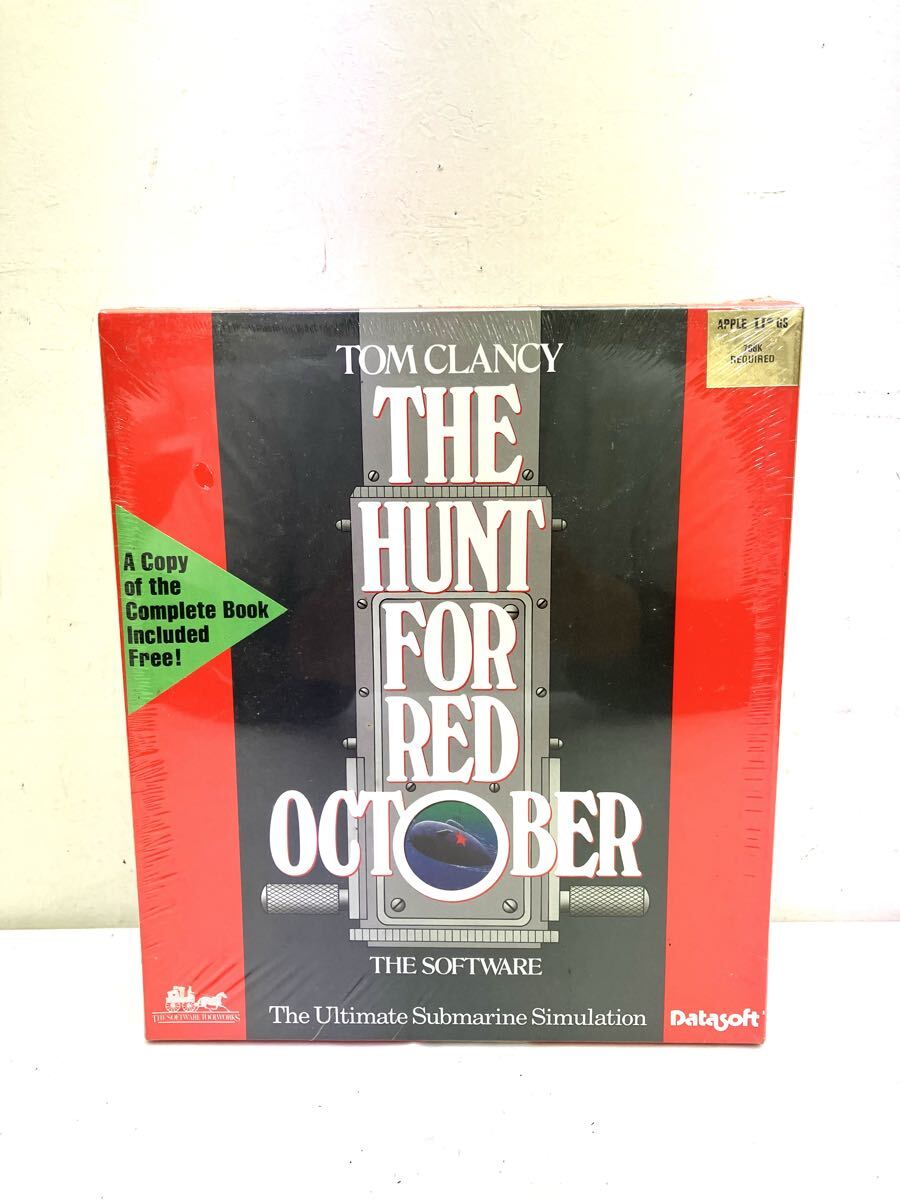 APPLE II® GS
768K
REQUIRED
TOM CLANCY
THE
HUNT
FOR
RED
OCTOBER
A Copy
of the
Complete Book
Included
Free!
THE SOFTWARE
THE SOFTWARE TOOLWORKS
The Ultimate Submarine Simulation
Datasoft